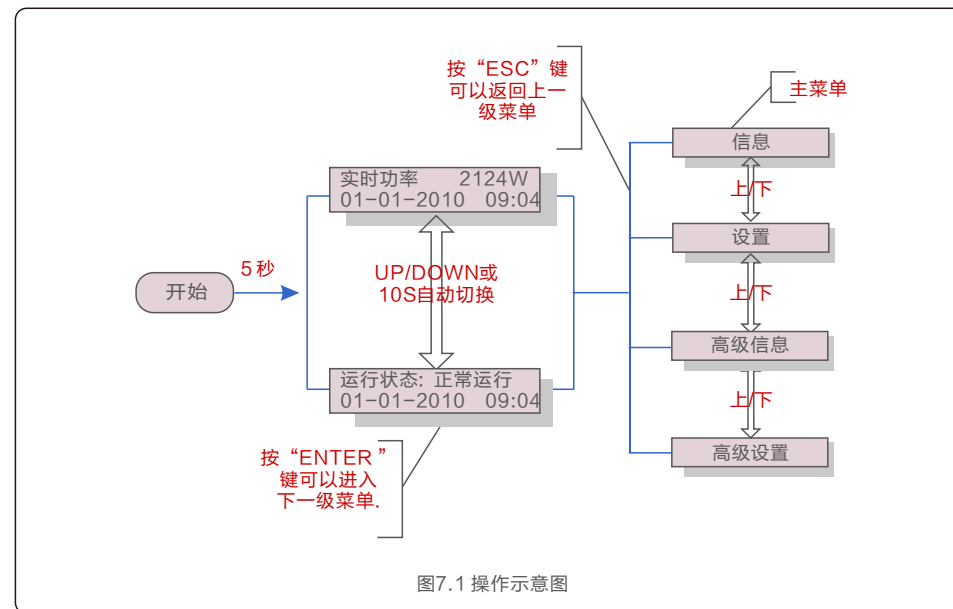 按“ESC”键
可以返回上一
级菜单
主菜单
信息
实时功率 2124W
01-01-2010 09:04
上/下
设置
5秒
开始
UP/DOWN或
10S自动切换
上/下
高级信息
运行状态: 正常运行
01-01-2010 09:04
上/下
高级设置
按“ENTER”
键可以进入
下一级菜单.
图7.1 操作示意图